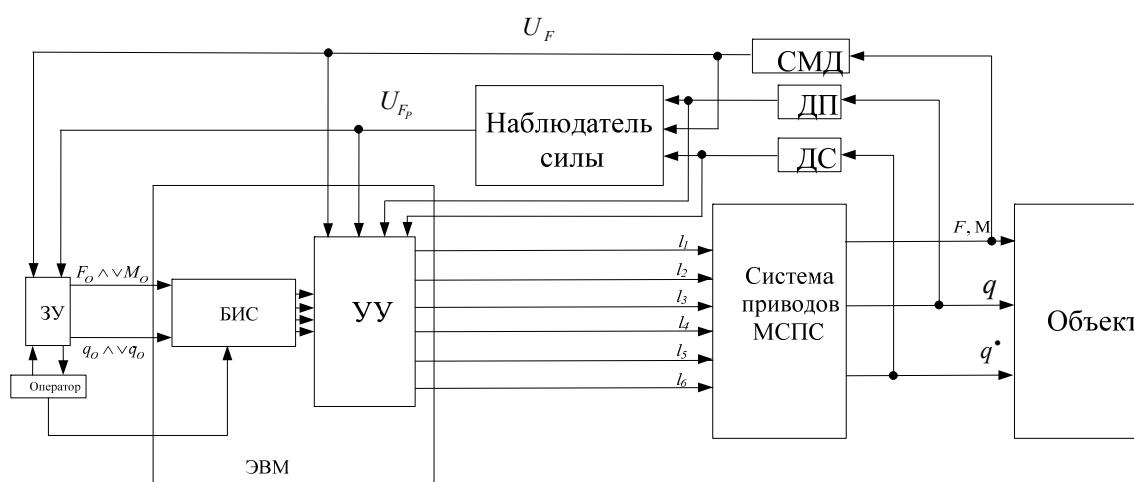 U_F
СМД
U_{F_P}
Наблюдатель
силы
ДП
ДС
F_O ∧ ∨ M_O
ЗУ
q_O ∧ ∨ q_O
Оператор
БИС
УУ
ЭВМ
l_1
l_2
l_3
l_4
l_5
l_6
Система
приводов
МСПС
F, М
q
q•
Объект